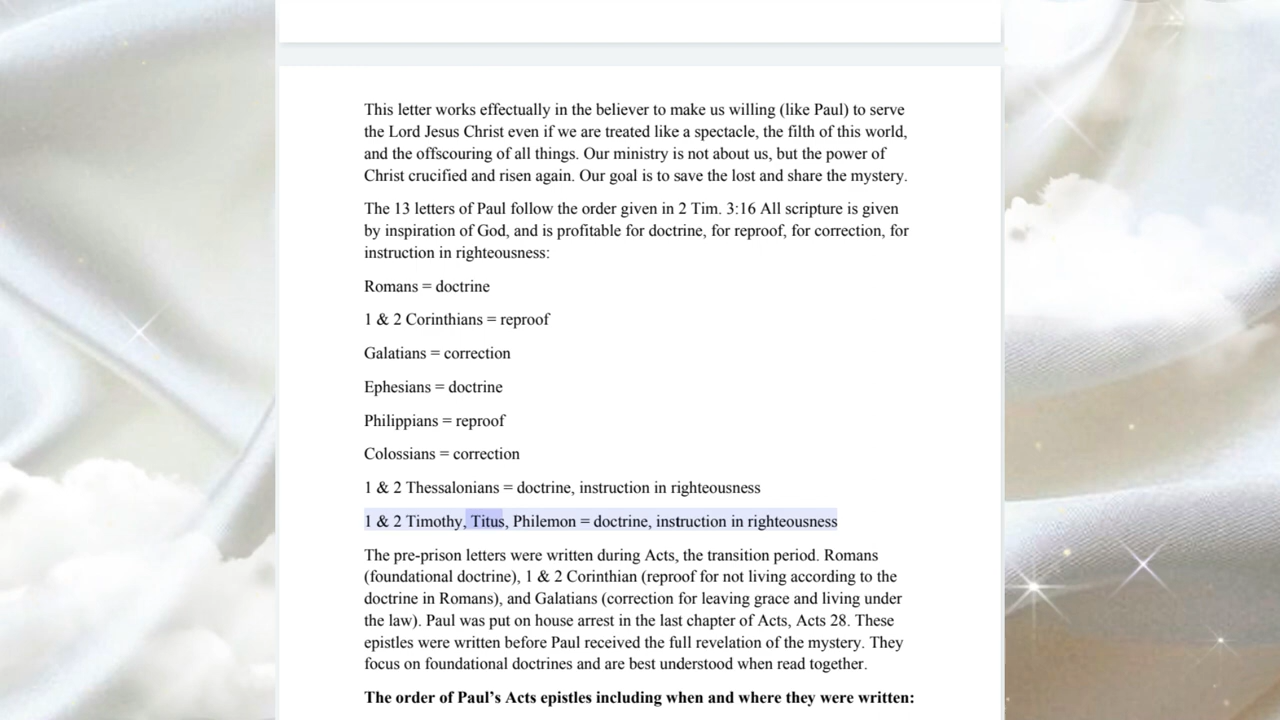 This letter works effectually in the believer to make us willing (like Paul) to serve
the Lord Jesus Christ even if we are treated like a spectacle, the filth of this world,
and the offscouring of all things. Our ministry is not about us, but the power of
Christ crucified and risen again. Our goal is to save the lost and share the mystery.
The 13 letters of Paul follow the order given in 2 Tim. 3:16 All scripture is given
by inspiration of God, and is profitable for doctrine, for reproof, for correction, for
instruction in righteousness:
Romans = doctrine
1 & 2 Corinthians = reproof
Galatians = correction
Ephesians = doctrine
Philippians = reproof
Colossians = correction
1 & 2 Thessalonians = doctrine, instruction in righteousness
1 & 2 Timothy, Titus, Philemon = doctrine, instruction in righteousness
The pre-prison letters were written during Acts, the transition period. Romans
(foundational doctrine), 1 & 2 Corinthian (reproof for not living according to the
doctrine in Romans), and Galatians (correction for leaving grace and living under
the law). Paul was put on house arrest in the last chapter of Acts, Acts 28. These
epistles were written before Paul received the full revelation of the mystery. They
focus on foundational doctrines and are best understood when read together.
The order of Paul’s Acts epistles including when and where they were written: